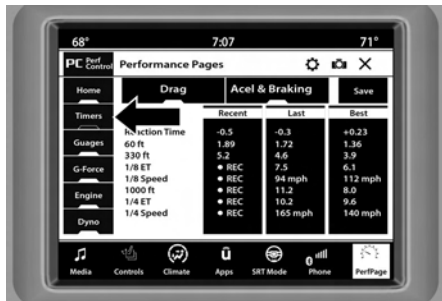 68° 7:07 71°
PC Perf Control Performance Pages
Home Drag Acel & Braking Save
Timers Recent Last Best
Reaction Time -0.5 -0.3 +0.23
60 ft 1.89 1.72 1.36
Guages 330 ft 5.2 4.6 3.9
1/8 ET • REC 7.5 6.1
G-Force 1/8 Speed • REC 94 mph 112 mph
1000 ft • REC 11.2 8.0
Engine 1/4 ET • REC 10.2 9.6
1/4 Speed • REC 165 mph 140 mph
Dyno
Media Controls Climate Apps SRT Mode Phone PerfPage